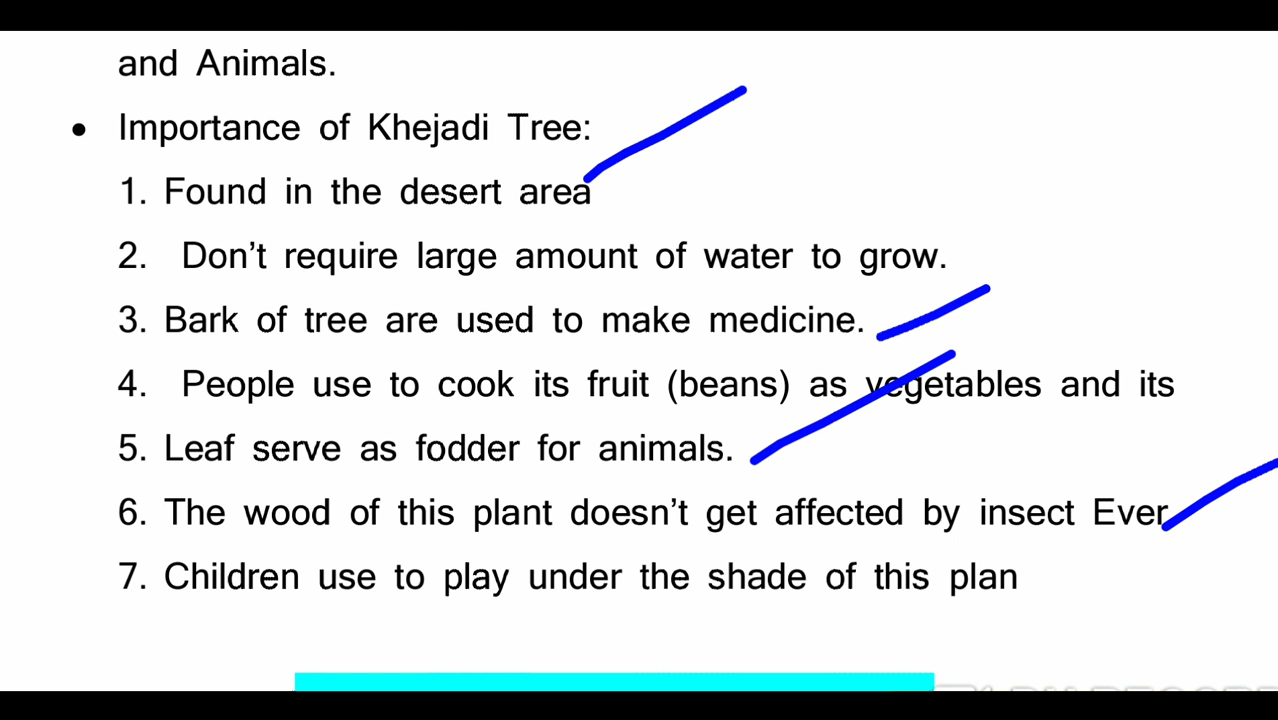 and Animals.
• Importance of Khejadi Tree:
1. Found in the desert area
2. Don't require large amount of water to grow.
3. Bark of tree are used to make medicine.
4. People use to cook its fruit (beans) as vegetables and its
5. Leaf serve as fodder for animals.
6. The wood of this plant doesn't get affected by insect Ever
7. Children use to play under the shade of this plan